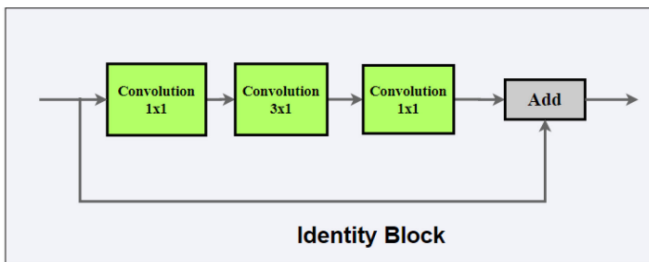 Convolution
1x1
Convolution
3x1
Convolution
1x1
Add
Identity Block